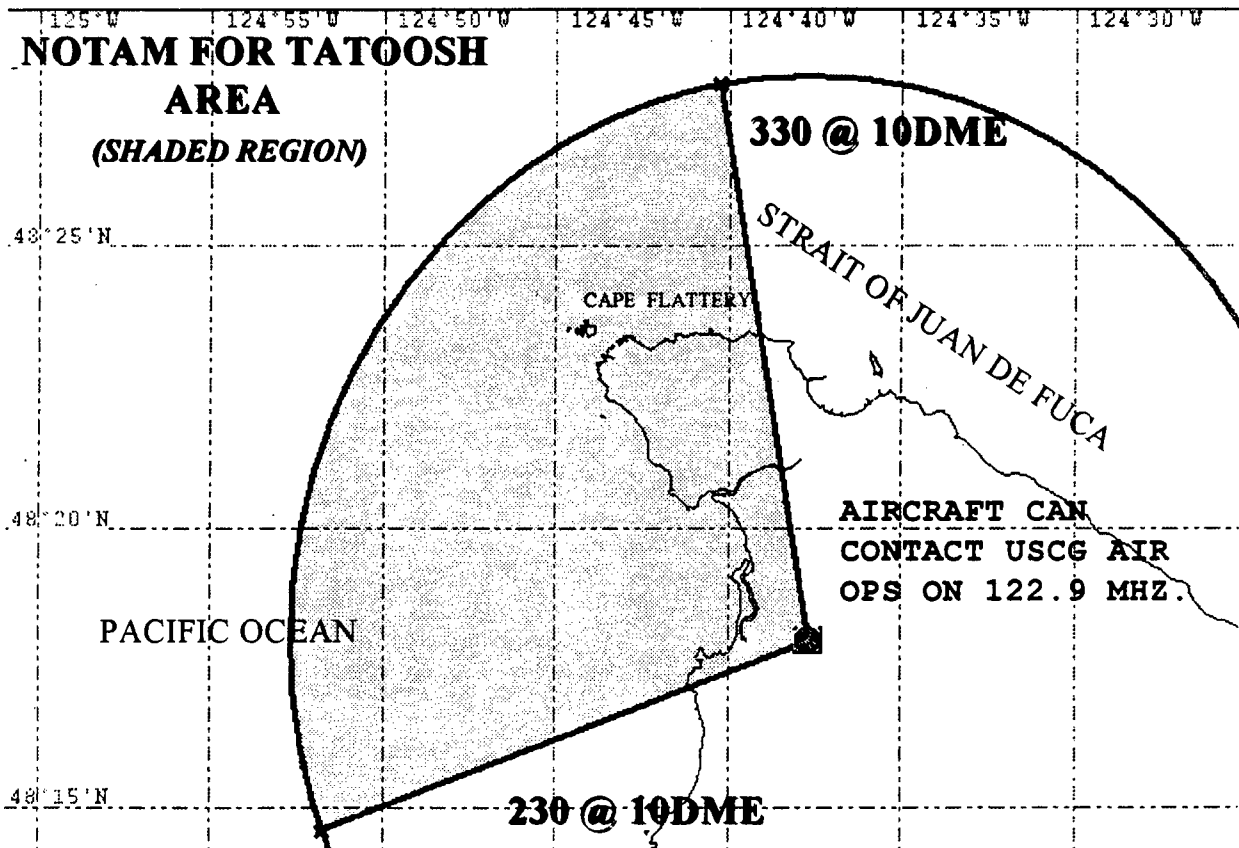 125°W 124°55'W 124°50'W 124°45'W 124°40'W 124°35'W 124°30'W
NOTAM FOR TATOOSH
AREA
(SHADED REGION)
330 @ 10DME
48°25'N
STRAIT OF JUAN DE FUCA
CAPE FLATTERY
48°20'N
AIRCRAFT CAN
CONTACT USCG AIR
OPS ON 122.9 MHZ.
PACIFIC OCEAN
48°15'N
230 @ 10DME